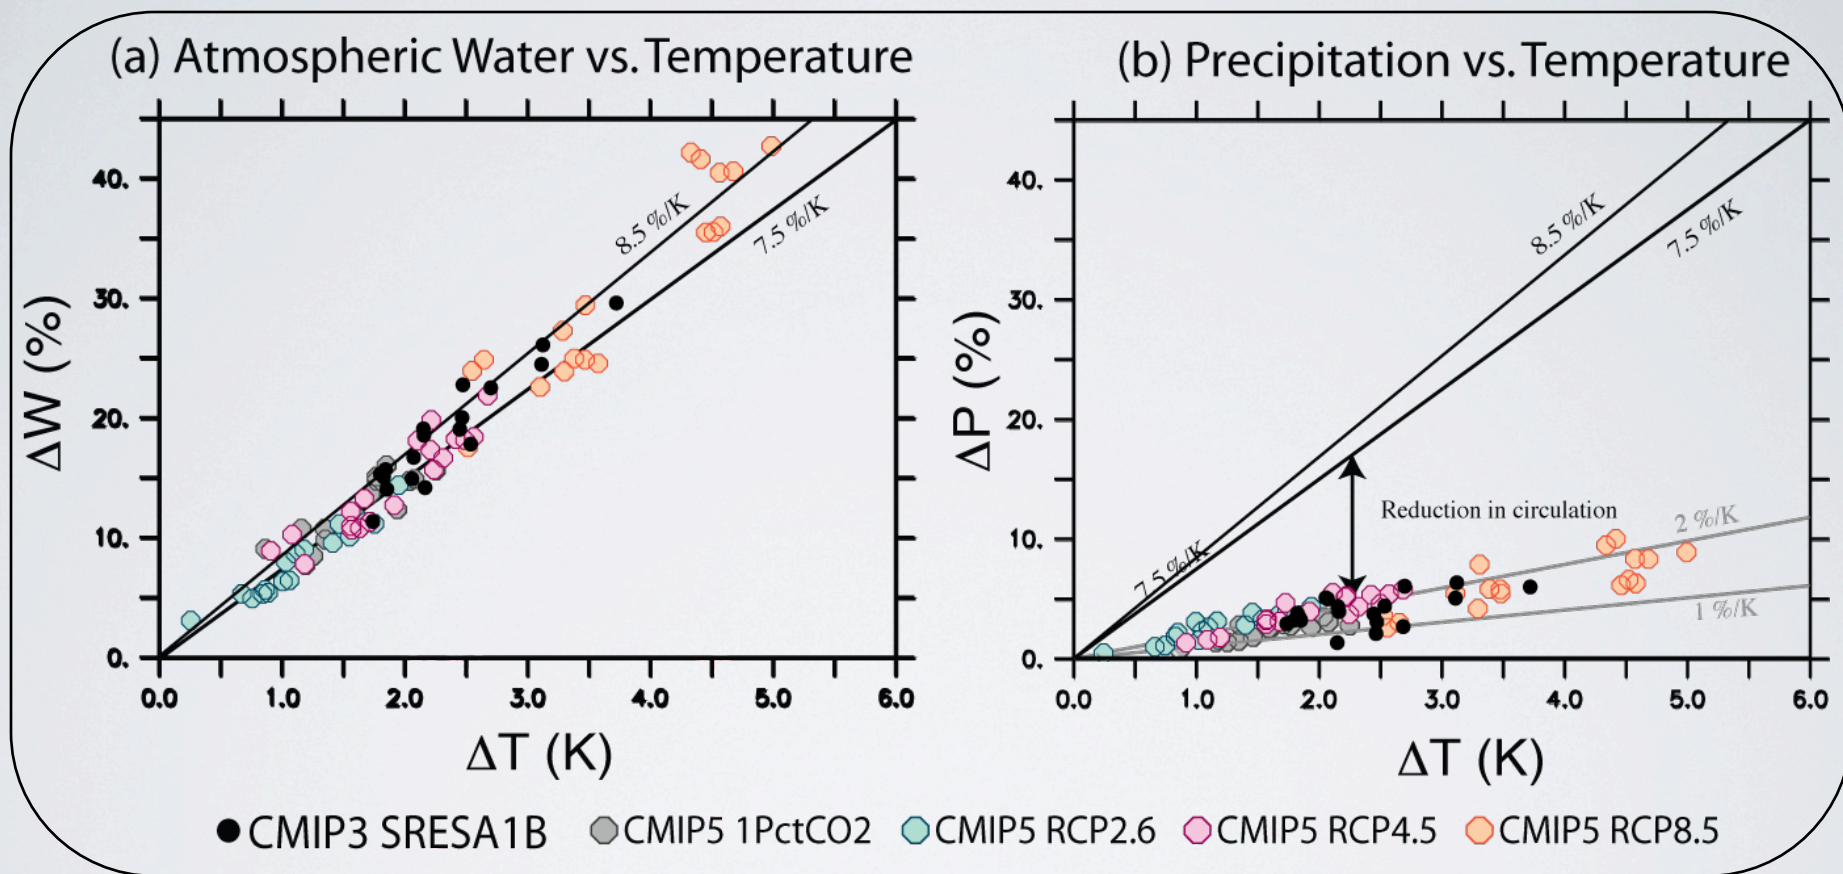 (a) Atmospheric Water vs. Temperature
ΔW (%)
40.
30.
20.
10.
0.
8.5 %/K
7.5 %/K
0.0 1.0 2.0 3.0 4.0 5.0 6.0
ΔT (K)
(b) Precipitation vs. Temperature
ΔP (%)
40.
30.
20.
10.
0.
8.5 %/K
7.5 %/K
Reduction in circulation
7.5 %/K
2 %/K
1 %/K
0.0 1.0 2.0 3.0 4.0 5.0 6.0
ΔT (K)
CMIP3 SRESA1B CMIP5 1PctCO2 CMIP5 RCP2.6 CMIP5 RCP4.5 CMIP5 RCP8.5